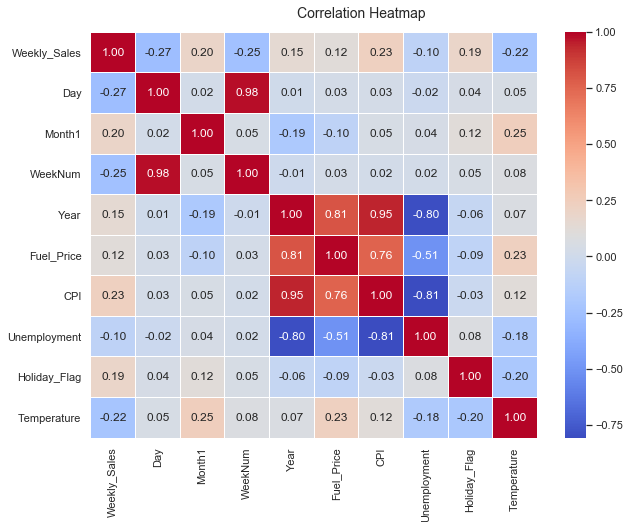 Correlation Heatmap
Weekly_Sales 1.00 -0.27 0.20 -0.25 0.15 0.12 0.23 -0.10 0.19 -0.22
Day -0.27 1.00 0.02 0.98 0.01 0.03 0.03 -0.02 0.04 0.05
Month1 0.20 0.02 1.00 0.05 -0.19 -0.10 0.05 0.04 0.12 0.25
WeekNum -0.25 0.98 0.05 1.00 -0.01 0.03 0.02 0.02 0.05 0.08
Year 0.15 0.01 -0.19 -0.01 1.00 0.81 0.95 -0.80 -0.06 0.07
Fuel_Price 0.12 0.03 -0.10 0.03 0.81 1.00 0.76 -0.51 -0.09 0.23
CPI 0.23 0.03 0.05 0.02 0.95 0.76 1.00 -0.81 -0.03 0.12
Unemployment -0.10 -0.02 0.04 0.02 -0.80 -0.51 -0.81 1.00 0.08 -0.18
Holiday_Flag 0.19 0.04 0.12 0.05 -0.06 -0.09 -0.03 0.08 1.00 -0.20
Temperature -0.22 0.05 0.25 0.08 0.07 0.23 0.12 -0.18 -0.20 1.00
Weekly_Sales
Day
Month1
WeekNum
Year
Fuel_Price
CPI
Unemployment
Holiday_Flag
Temperature
1.00
0.75
0.50
0.25
0.00
-0.25
-0.50
-0.75